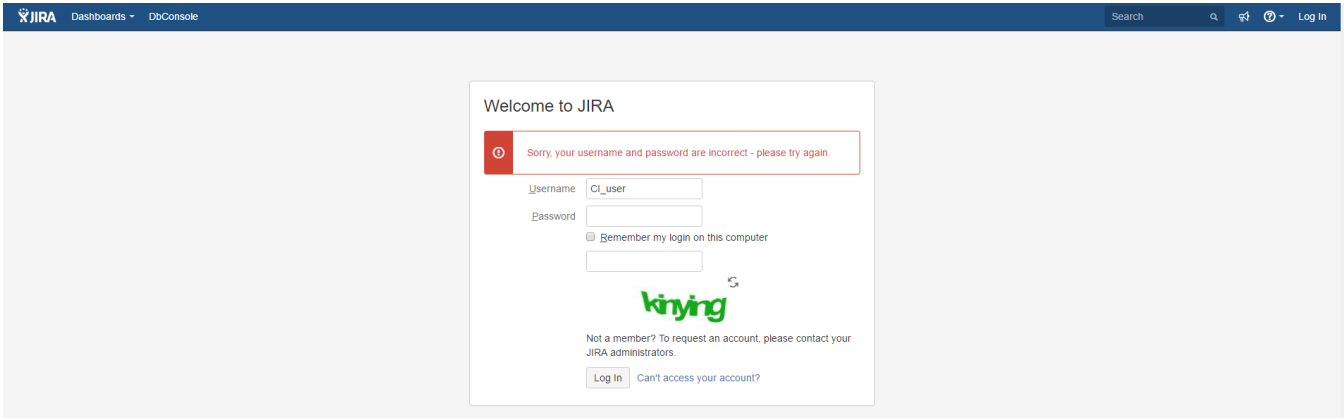 JIRA Dashboards DbConsole Search Log In
Welcome to JIRA
Sorry, your username and password are incorrect - please try again.
Username CI_user
Password
Remember my login on this computer
kinying
Not a member? To request an account, please contact your
JIRA administrators.
Log In Can't access your account?